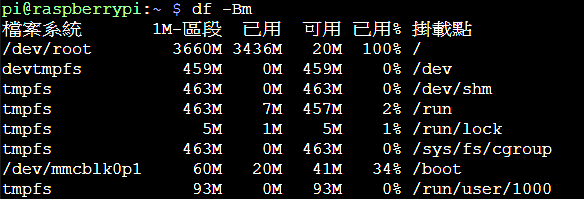 pi@raspberrypi:~ $ df -Bm
檔案系統 1M-區段 已用 可用 已用% 掛載點
/dev/root 3660M 3436M 20M 100% /
devtmpfs 459M 0M 459M 0% /dev
tmpfs 463M 0M 463M 0% /dev/shm
tmpfs 463M 7M 457M 2% /run
tmpfs 5M 1M 5M 1% /run/lock
tmpfs 463M 0M 463M 0% /sys/fs/cgroup
/dev/mmcblk0p1 60M 20M 41M 34% /boot
tmpfs 93M 0M 93M 0% /run/user/1000